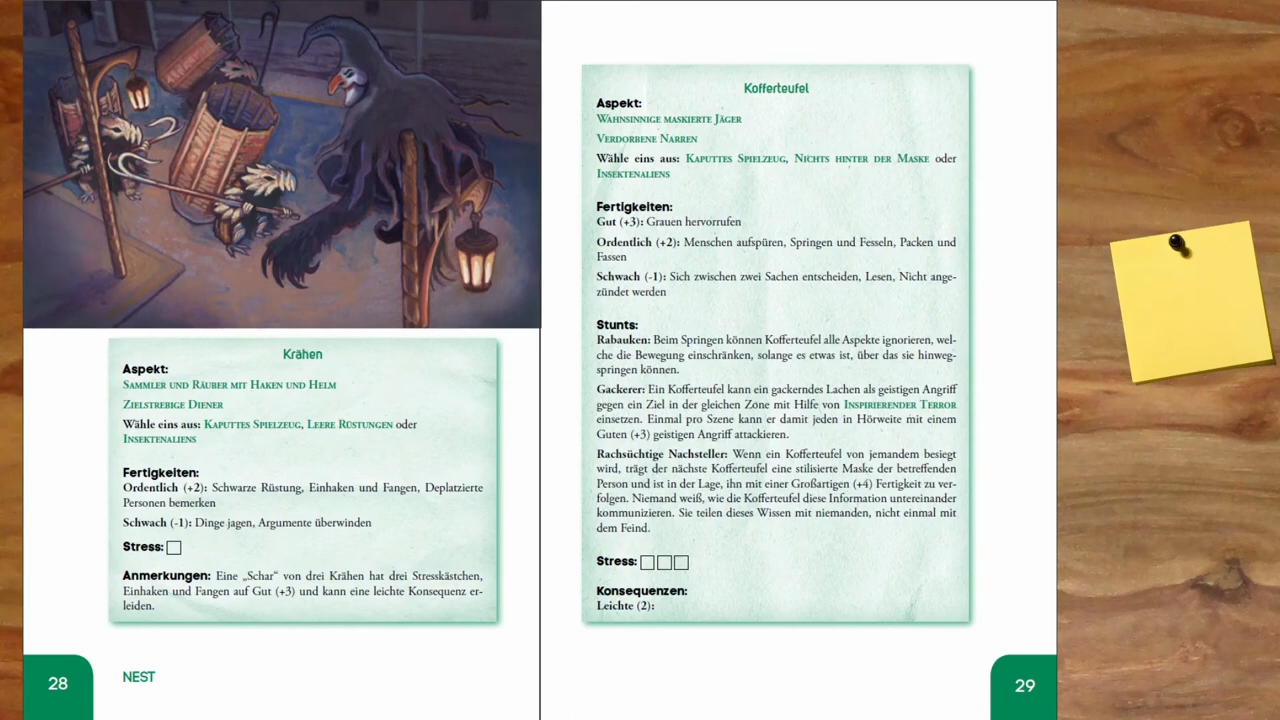 Krähen
Aspekt:
Sammler und Räuber mit Haken und Helm
Zielstrebige Diener
Wähle eins aus: Kaputtes Spielzeug, Leere Rüstungen oder
Insektenaliens
Fertigkeiten:
Ordentlich (+2): Schwarze Rüstung, Einhaken und Fangen, Deplatzierte
Personen bemerken
Schwach (-1): Dinge jagen, Argumente überwinden
Stress:
Anmerkungen: Eine „Schar“ von drei Krähen hat drei Stresskästchen,
Einhaken und Fangen auf Gut (+3) und kann eine leichte Konsequenz er-
leiden.
28
NEST
Kofferteufel
Aspekt:
Wahnsinnige maskierte Jäger
Verdorbene Narren
Wähle eins aus: Kaputtes Spielzeug, Nichts hinter der Maske oder
Insektenaliens
Fertigkeiten:
Gut (+3): Grauen hervorrufen
Ordentlich (+2): Menschen aufspüren, Springen und Fesseln, Packen und
Fassen
Schwach (-1): Sich zwischen zwei Sachen entscheiden, Lesen, Nicht ange-
zündet werden
Stunts:
Rabauken: Beim Springen können Kofferteufel alle Aspekte ignorieren, wel-
che die Bewegung einschränken, solange es etwas ist, über das sie hinweg-
springen können.
Gackerer: Ein Kofferteufel kann ein gackerndes Lachen als geistigen Angriff
gegen ein Ziel in der gleichen Zone mit Hilfe von Inspirierender Terror
einsetzen. Einmal pro Szene kann er damit jeden in Hörweite mit einem
Guten (+3) geistigen Angriff attackieren.
Rachsüchtige Nachsteller: Wenn ein Kofferteufel von jemandem besiegt
wird, trägt der nächste Kofferteufel eine stilisierte Maske der betreffenden
Person und ist in der Lage, ihn mit einer Großartigen (+4) Fertigkeit zu ver-
folgen. Niemand weiß, wie die Kofferteufel diese Information untereinander
kommunizieren. Sie teilen dieses Wissen mit niemanden, nicht einmal mit
dem Feind.
Stress:
Konsequenzen:
Leichte (2):
29